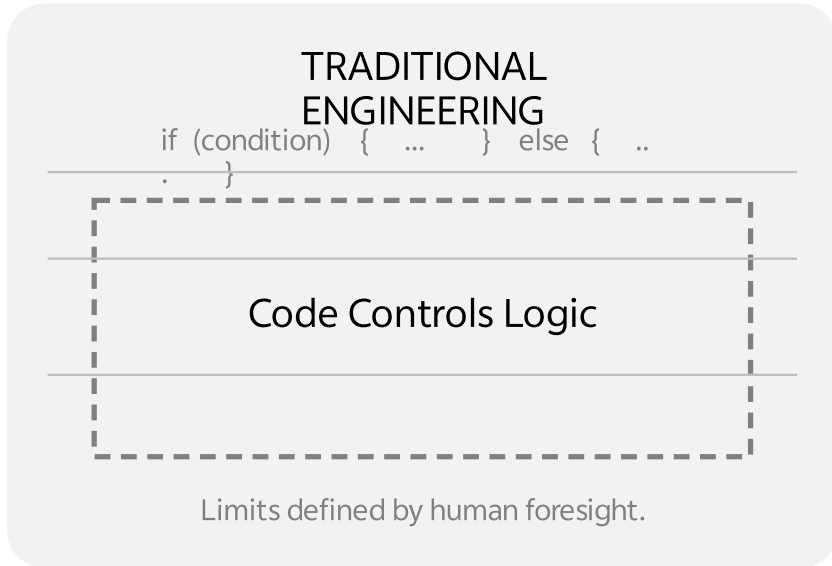 TRADITIONAL
ENGINEERING
if (condition) { ... } else { ..
. }
Code Controls Logic
Limits defined by human foresight.